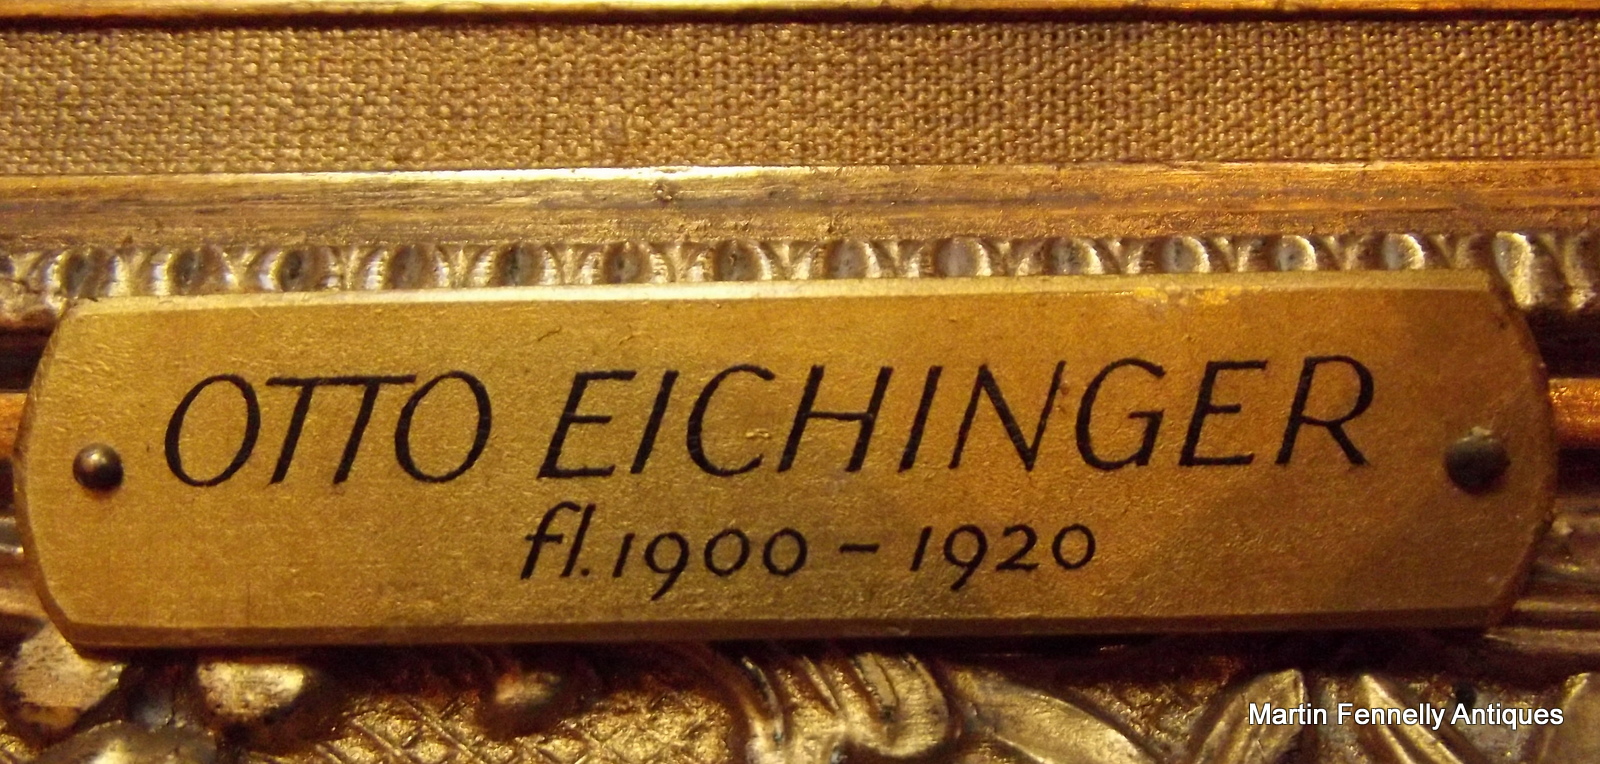 OTTO EICHINGER
fl. 1900 – 1920
Martin Fennelly Antiques